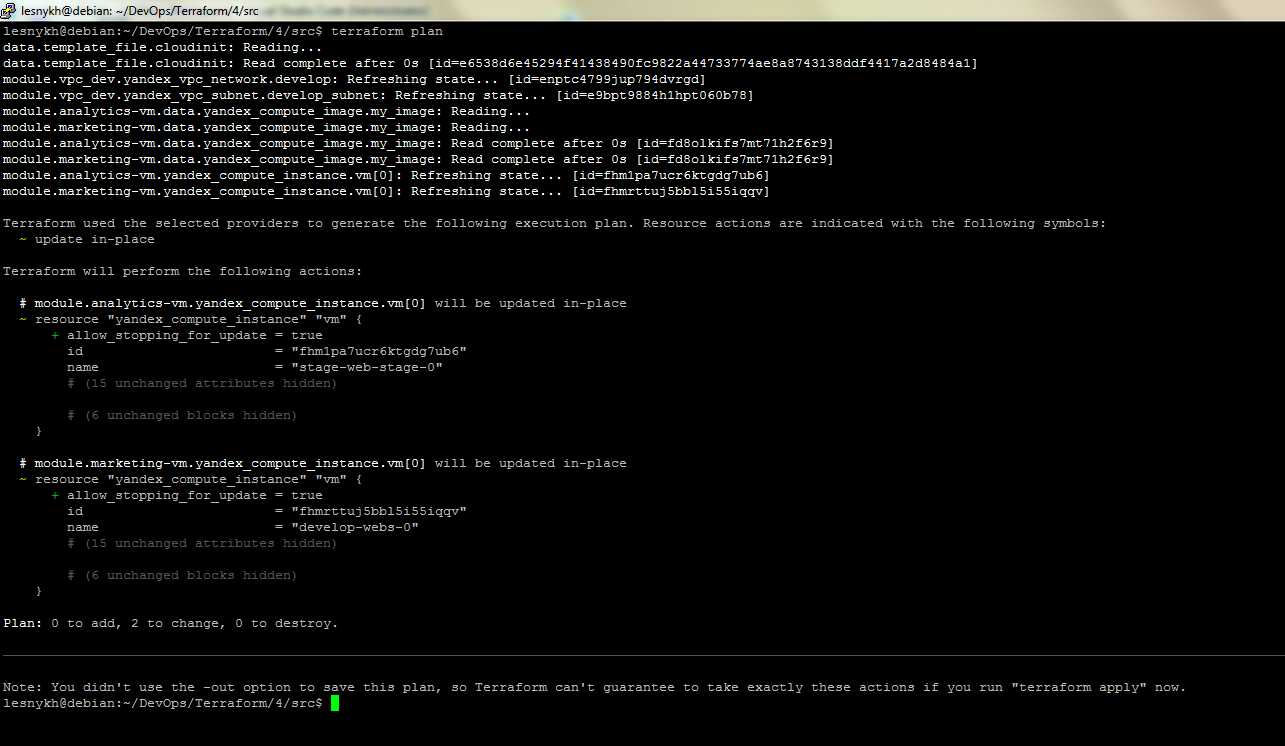 lesnykh@debian: ~/DevOps/Terraform/4/src
lesnykh@debian:~/DevOps/Terraform/4/src$ terraform plan
data.template_file.cloudinit: Reading...
data.template_file.cloudinit: Read complete after 0s [id=e6538d6e45294f41438490fc9822a44733774ae8a8743138ddf4417a2d8484a1]
module.vpc_dev.yandex_vpc_network.develop: Refreshing state... [id=enptc4799jup794dvrgd]
module.vpc_dev.yandex_vpc_subnet.develop_subnet: Refreshing state... [id=e9bpt9884h1hpt060b78]
module.analytics-vm.data.yandex_compute_image.my_image: Reading...
module.marketing-vm.data.yandex_compute_image.my_image: Reading...
module.analytics-vm.data.yandex_compute_image.my_image: Read complete after 0s [id=fd8olkifs7mt71h2f6r9]
module.marketing-vm.data.yandex_compute_image.my_image: Read complete after 0s [id=fd8olkifs7mt71h2f6r9]
module.analytics-vm.yandex_compute_instance.vm[0]: Refreshing state... [id=fhm1pa7ucr6ktgdg7ub6]
module.marketing-vm.yandex_compute_instance.vm[0]: Refreshing state... [id=fhmrttuj5bbl5i55iqqv]
Terraform used the selected providers to generate the following execution plan. Resource actions are indicated with the following symbols:
~ update in-place
Terraform will perform the following actions:
# module.analytics-vm.yandex_compute_instance.vm[0] will be updated in-place
~ resource "yandex_compute_instance" "vm" {
+ allow_stopping_for_update = true
id = "fhm1pa7ucr6ktgdg7ub6"
name = "stage-web-stage-0"
# (15 unchanged attributes hidden)
# (6 unchanged blocks hidden)
}
# module.marketing-vm.yandex_compute_instance.vm[0] will be updated in-place
~ resource "yandex_compute_instance" "vm" {
+ allow_stopping_for_update = true
id = "fhmrttuj5bbl5i55iqqv"
name = "develop-webs-0"
# (15 unchanged attributes hidden)
# (6 unchanged blocks hidden)
}
Plan: 0 to add, 2 to change, 0 to destroy.
Note: You didn't use the -out option to save this plan, so Terraform can't guarantee to take exactly these actions if you run "terraform apply" now.
lesnykh@debian:~/DevOps/Terraform/4/src$